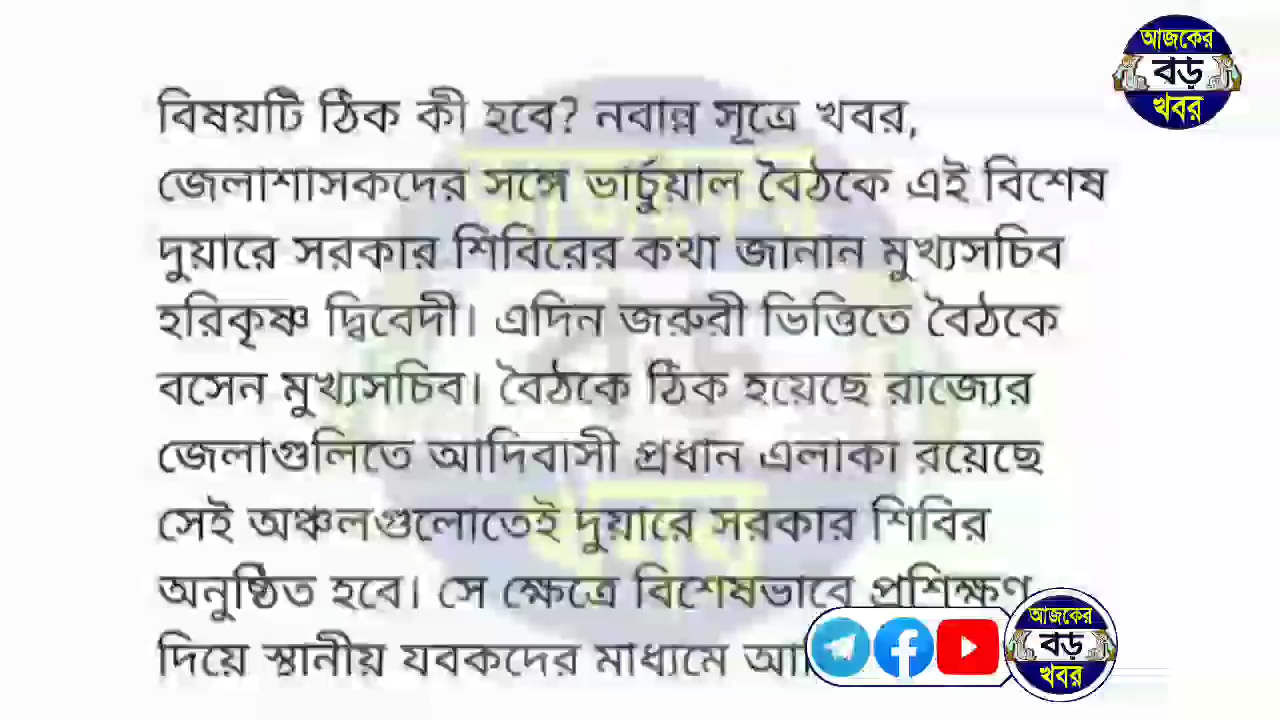 আজকের
বড়
খবর
বিষয়টি ঠিক কী হবে? নবান্ন সূত্রে খবর,
জেলাশাসকদের সঙ্গে ভার্চুয়াল বৈঠকে এই বিশেষ
দুয়ারে সরকার শিবিরের কথা জানান মুখ্যসচিব
হরিকৃষ্ণ দ্বিবেদী। এদিন জরুরী ভিত্তিতে বৈঠকে
বসেন মুখ্যসচিব। বৈঠকে ঠিক হয়েছে রাজ্যের
জেলাগুলিতে আদিবাসী প্রধান এলাকা রয়েছে
সেই অঞ্চলগুলোতেই দুয়ারে সরকার শিবির
অনুষ্ঠিত হবে। সে ক্ষেত্রে বিশেষভাবে প্রশিক্ষণ
দিয়ে স্থানীয় যবকদের মাধ্যমে
আজকের
বড়
খবর